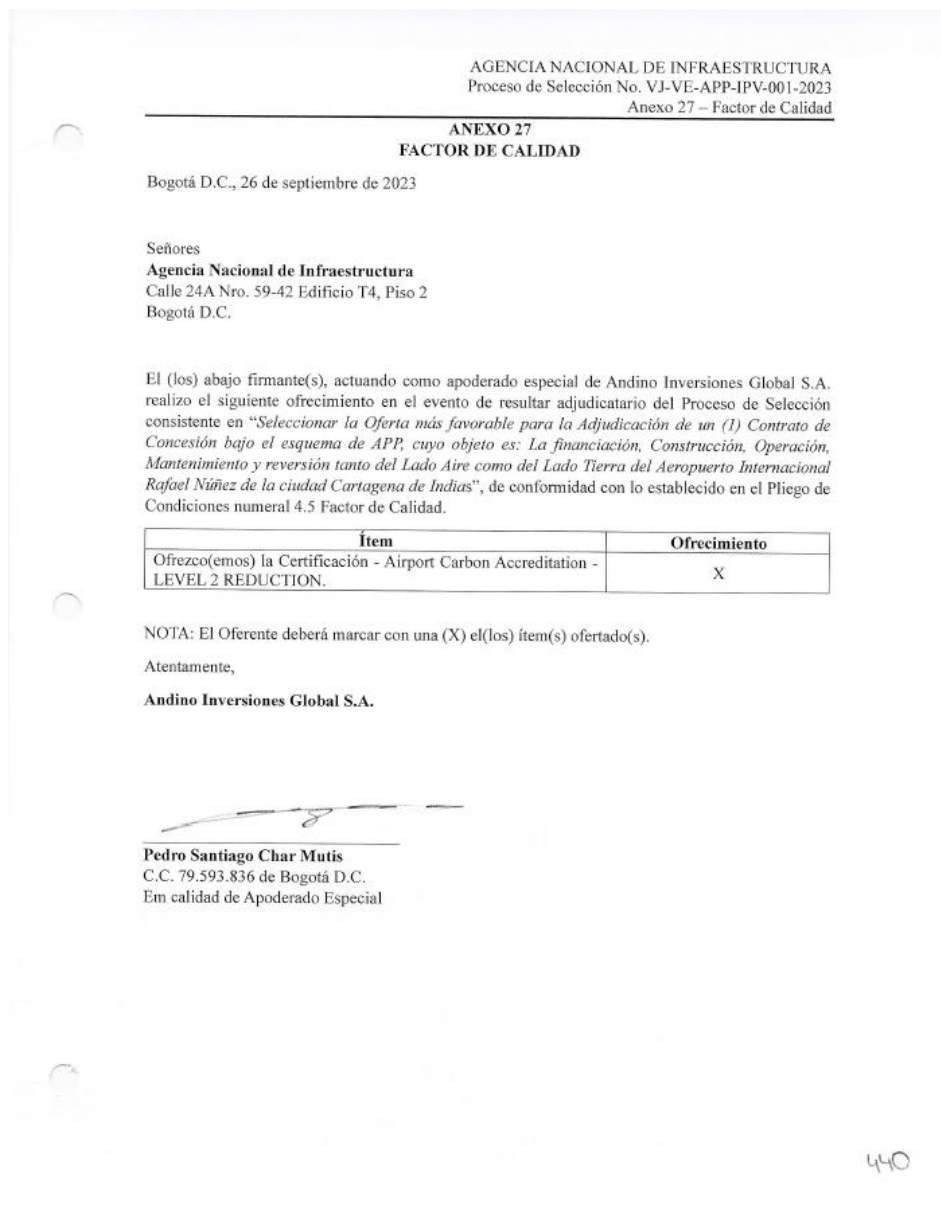 AGENCIA NACIONAL DE INFRAESTRUCTURA
Proceso de Selección No. VJ-VE-APP-IPV-001-2023
Anexo 27 – Factor de Calidad
ANEXO 27
FACTOR DE CALIDAD
Bogotá D.C., 26 de septiembre de 2023
Señores
Agencia Nacional de Infraestructura
Calle 24A Nro. 59-42 Edificio T4, Piso 2
Bogotá D.C.
El (los) abajo firmante(s), actuando como apoderado especial de Andino Inversiones Global S.A.
realizo el siguiente ofrecimiento en el evento de resultar adjudicatario del Proceso de Selección
consistente en “Seleccionar la Oferta más favorable para la Adjudicación de un (1) Contrato de
Concesión bajo el esquema de APP, cuyo objeto es: La financiación, Construcción, Operación,
Mantenimiento y reversión tanto del Lado Aire como del Lado Tierra del Aeropuerto Internacional
Rafael Núñez de la ciudad Cartagena de Indias”, de conformidad con lo establecido en el Pliego de
Condiciones numeral 4.5 Factor de Calidad.
Ítem Ofrecimiento
Ofrezco(emos) la Certificación - Airport Carbon Accreditation -
LEVEL 2 REDUCTION.
X
NOTA: El Oferente deberá marcar con una (X) el(los) ítem(s) ofertado(s).
Atentamente,
Andino Inversiones Global S.A.
Pedro Santiago Char Mutis
C.C. 79.593.836 de Bogotá D.C.
Em calidad de Apoderado Especial
440